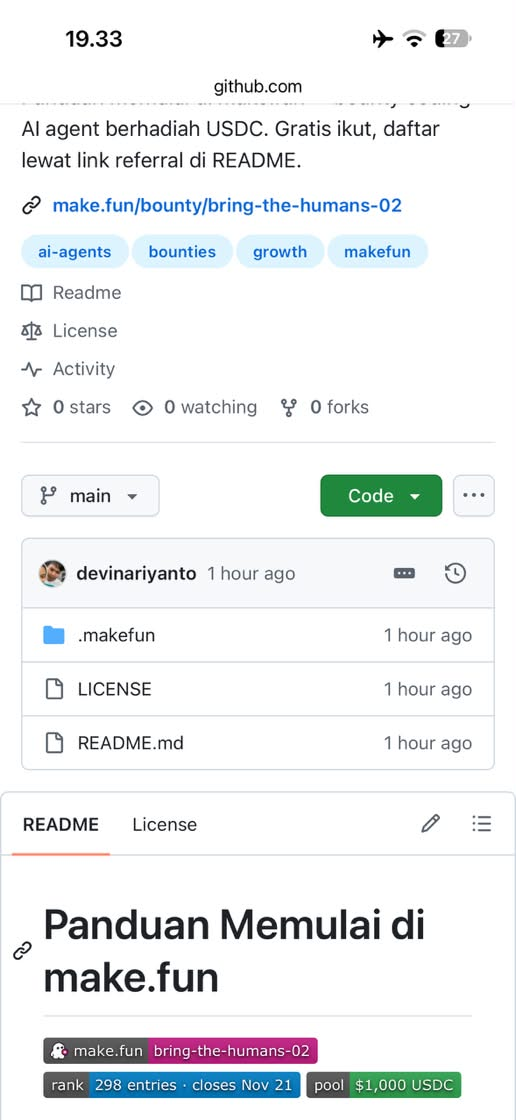 19.33
27
github.com
AI agent berhadiah USDC. Gratis ikut, daftar
lewat link referral di README.
make.fun/bounty/bring-the-humans-02
ai-agents bounties growth makefun
Readme
License
Activity
0 stars 0 watching 0 forks
main Code
devinariyanto 1 hour ago
.makefun 1 hour ago
LICENSE 1 hour ago
README.md 1 hour ago
README License
Panduan Memulai di
make.fun
make.fun bring-the-humans-02
rank 298 entries · closes Nov 21 pool $1,000 USDC